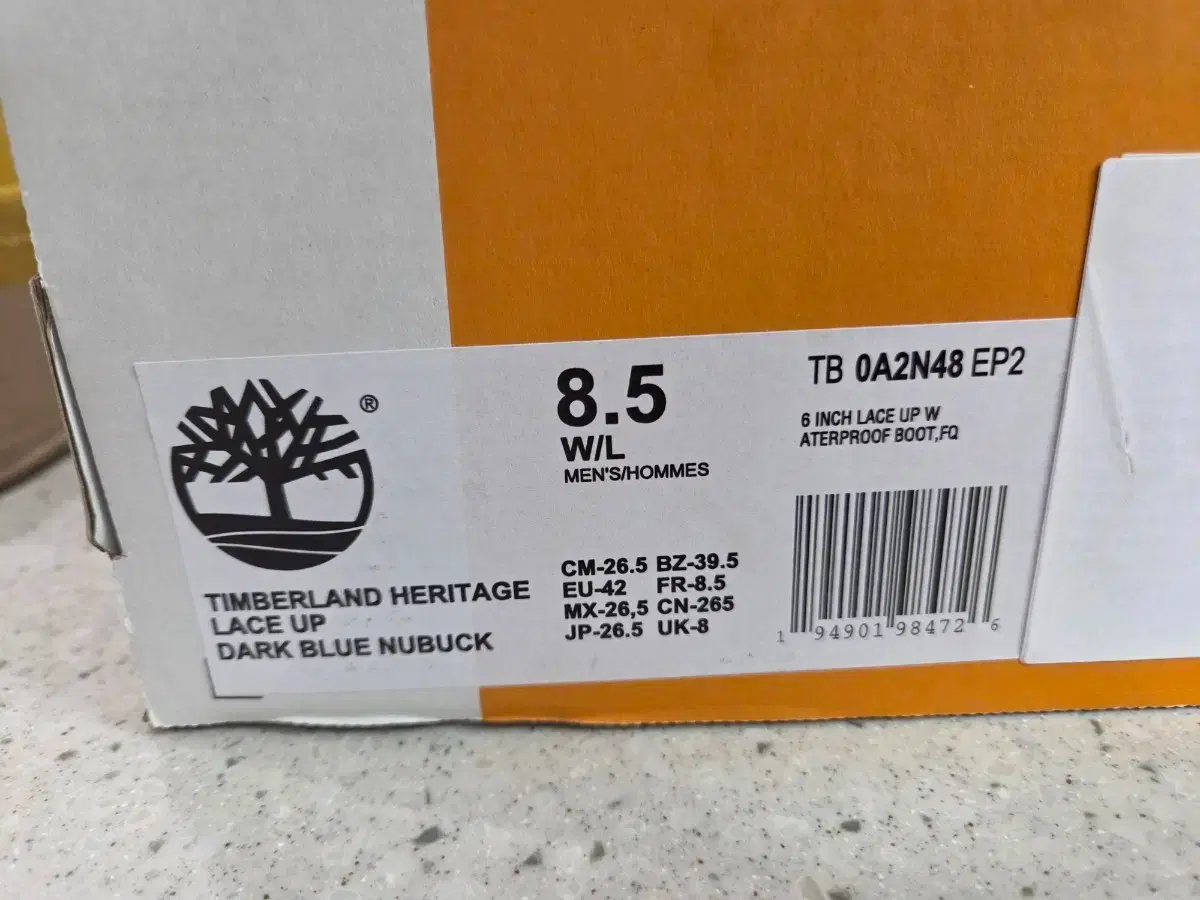 ®
TIMBERLAND HERITAGE
LACE UP
DARK BLUE NUBUCK
8.5
W/L
MEN'S/HOMMES
CM-26.5 BZ-39.5
EU-42 FR-8.5
MX-26,5 CN-265
JP-26.5 UK-8
TB 0A2N48 EP2
6 INCH LACE UP W
ATERPROOF BOOT,FQ
1 94901 98472 6